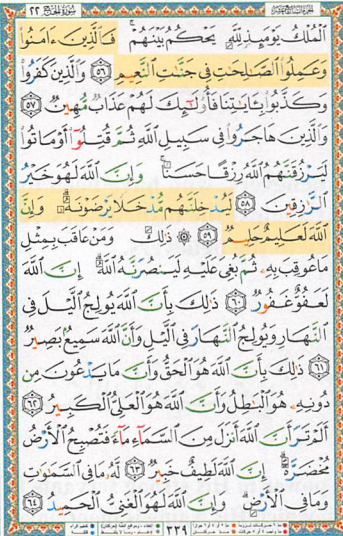 الجزء السابع عشر سورة الحج ٢٢
ٱلْمُلْكُ يَوْمَئِذٍ لِّلَّهِ يَحْكُمُ بَيْنَهُمْ ۚ فَٱلَّذِينَ ءَامَنُوا۟
وَعَمِلُوا۟ ٱلصَّـٰلِحَـٰتِ فِى جَنَّـٰتِ ٱلنَّعِيمِ ٥٦ وَٱلَّذِينَ كَفَرُوا۟
وَكَذَّبُوا۟ بِـَٔايَـٰتِنَا فَأُو۟لَـٰٓئِكَ لَهُمْ عَذَابٌ مُّهِينٌ ٥٧
وَٱلَّذِينَ هَاجَرُوا۟ فِى سَبِيلِ ٱللَّهِ ثُمَّ قُتِلُوٓا۟ أَوْ مَاتُوا۟
لَيَرْزُقَنَّهُمُ ٱللَّهُ رِزْقًا حَسَنًا ۚ وَإِنَّ ٱللَّهَ لَهُوَ خَيْرُ
ٱلرَّٰزِقِينَ ٥٨ لَيُدْخِلَنَّهُم مُّدْخَلًا يَرْضَوْنَهُۥ ۗ وَإِنَّ
ٱللَّهَ لَعَلِيمٌ حَلِيمٌ ٥٩ ۞ ذَٰلِكَ وَمَنْ عَاقَبَ بِمِثْلِ
مَا عُوقِبَ بِهِۦ ثُمَّ بُغِىَ عَلَيْهِ لَيَنصُرَنَّهُ ٱللَّهُ ۗ إِنَّ ٱللَّهَ
لَعَفُوٌّ غَفُورٌ ٦٠ ذَٰلِكَ بِأَنَّ ٱللَّهَ يُولِجُ ٱلَّيْلَ فِى
ٱلنَّهَارِ وَيُولِجُ ٱلنَّهَارَ فِى ٱلَّيْلِ وَأَنَّ ٱللَّهَ سَمِيعٌۢ بَصِيرٌ
٦١ ذَٰلِكَ بِأَنَّ ٱللَّهَ هُوَ ٱلْحَقُّ وَأَنَّ مَا يَدْعُونَ مِن
دُونِهِۦ هُوَ ٱلْبَـٰطِلُ وَأَنَّ ٱللَّهَ هُوَ ٱلْعَلِىُّ ٱلْكَبِيرُ ٦٢
أَلَمْ تَرَ أَنَّ ٱللَّهَ أَنزَلَ مِنَ ٱلسَّمَآءِ مَآءً فَتُصْبِحُ ٱلْأَرْضُ
مُخْضَرَّةً ۗ إِنَّ ٱللَّهَ لَطِيفٌ خَبِيرٌ ٦٣ لَّهُۥ مَا فِى ٱلسَّمَـٰوَٰتِ
وَمَا فِى ٱلْأَرْضِ ۗ وَإِنَّ ٱللَّهَ لَهُوَ ٱلْغَنِىُّ ٱلْحَمِيدُ ٦٤
٣٣٩